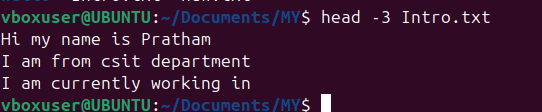 vboxuser@UBUNTU:~/Documents/MY$ head -3 Intro.txt
Hi my name is Pratham
I am from csit department
I am currently working in
vboxuser@UBUNTU:~/Documents/MY$